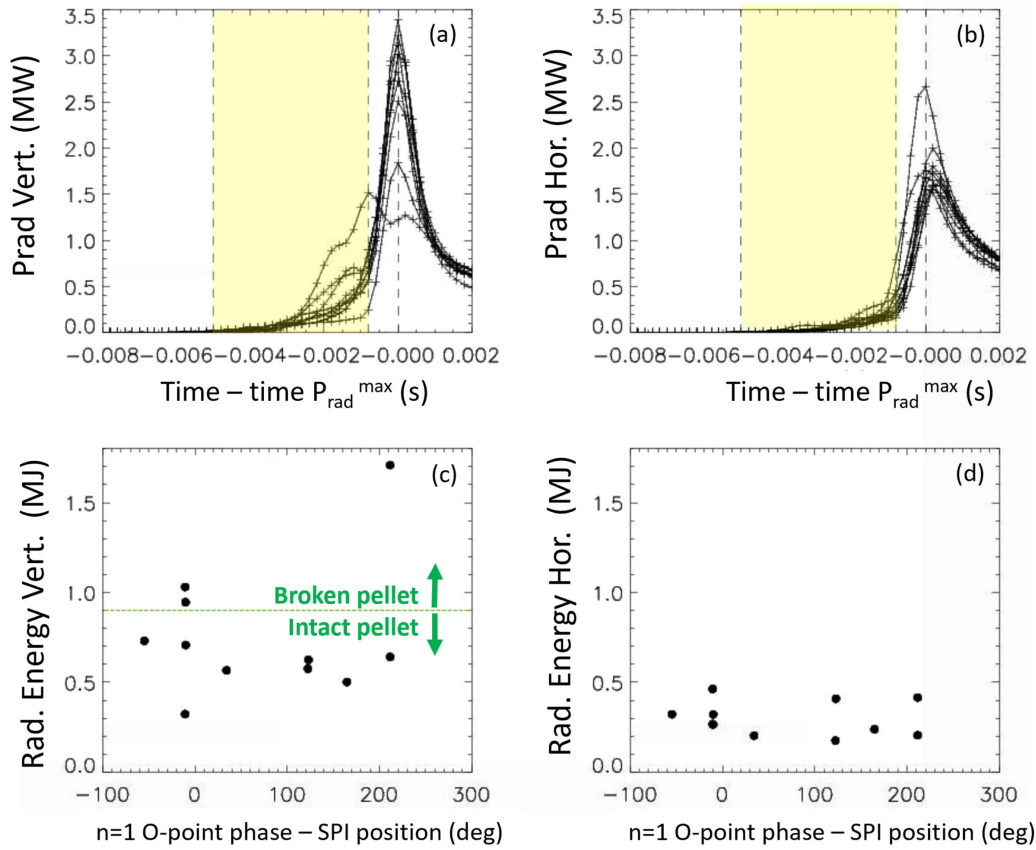 3.5
3.0
2.5
2.0
1.5
1.0
0.5
0.0
Prad Vert. (MW)
(a)
-0.008 -0.006 -0.004 -0.002 -0.000 0.002
Time – time Prad max (s)
3.5
3.0
2.5
2.0
1.5
1.0
0.5
0.0
Prad Hor. (MW)
(b)
-0.008 -0.006 -0.004 -0.002 -0.000 0.002
Time – time Prad max (s)
1.5
1.0
0.5
0.0
Rad. Energy Vert. (MJ)
(c)
Broken pellet
Intact pellet
-100 0 100 200 300
n=1 O-point phase – SPI position (deg)
1.5
1.0
0.5
0.0
Rad. Energy Hor. (MJ)
(d)
-100 0 100 200 300
n=1 O-point phase – SPI position (deg)